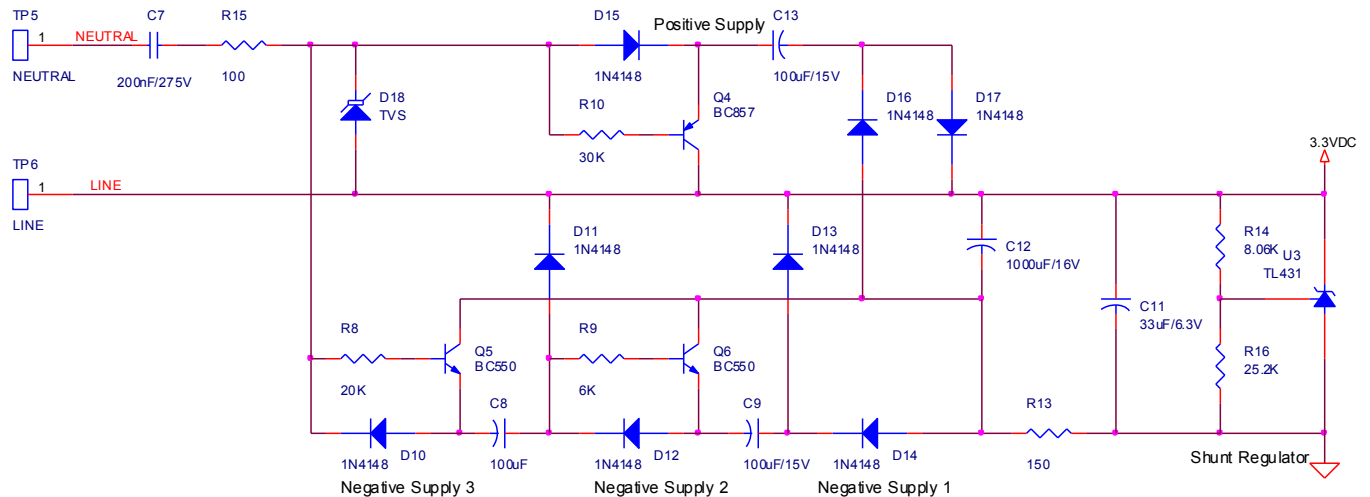 TP5
1
NEUTRAL
NEUTRAL
C7
200nF/275V
R15
100
D18
TVS
D15
1N4148
Positive Supply
C13
100uF/15V
R10
30K
Q4
BC857
D16
1N4148
D17
1N4148
TP6
1
LINE
LINE
3.3VDC
D11
1N4148
D13
1N4148
C12
1000uF/16V
C11
33uF/6.3V
R14
8.06K
U3
TL431
R16
25.2K
R8
20K
Q5
BC550
R9
6K
Q6
BC550
1N4148
D10
C8
100uF
1N4148
D12
C9
100uF/15V
1N4148
D14
R13
150
Negative Supply 3
Negative Supply 2
Negative Supply 1
Shunt Regulator